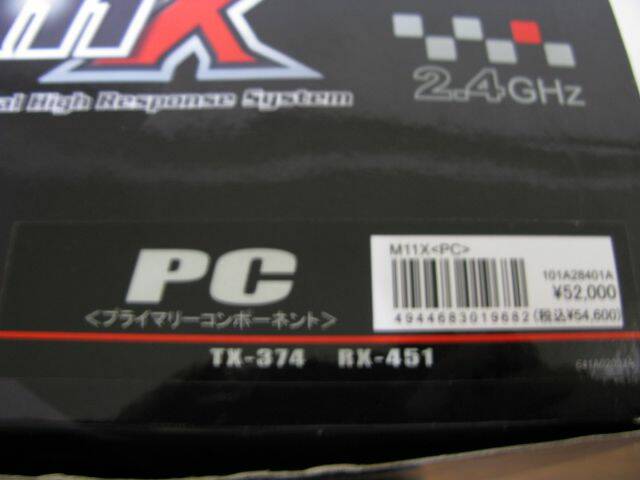 11X
al High Response System
2.4GHz
PC
<プライマリーコンポーネント>
M11X<PC>
101A28401A
¥52,000
4944683019682 (税込¥54,600)
TX-374 RX-451